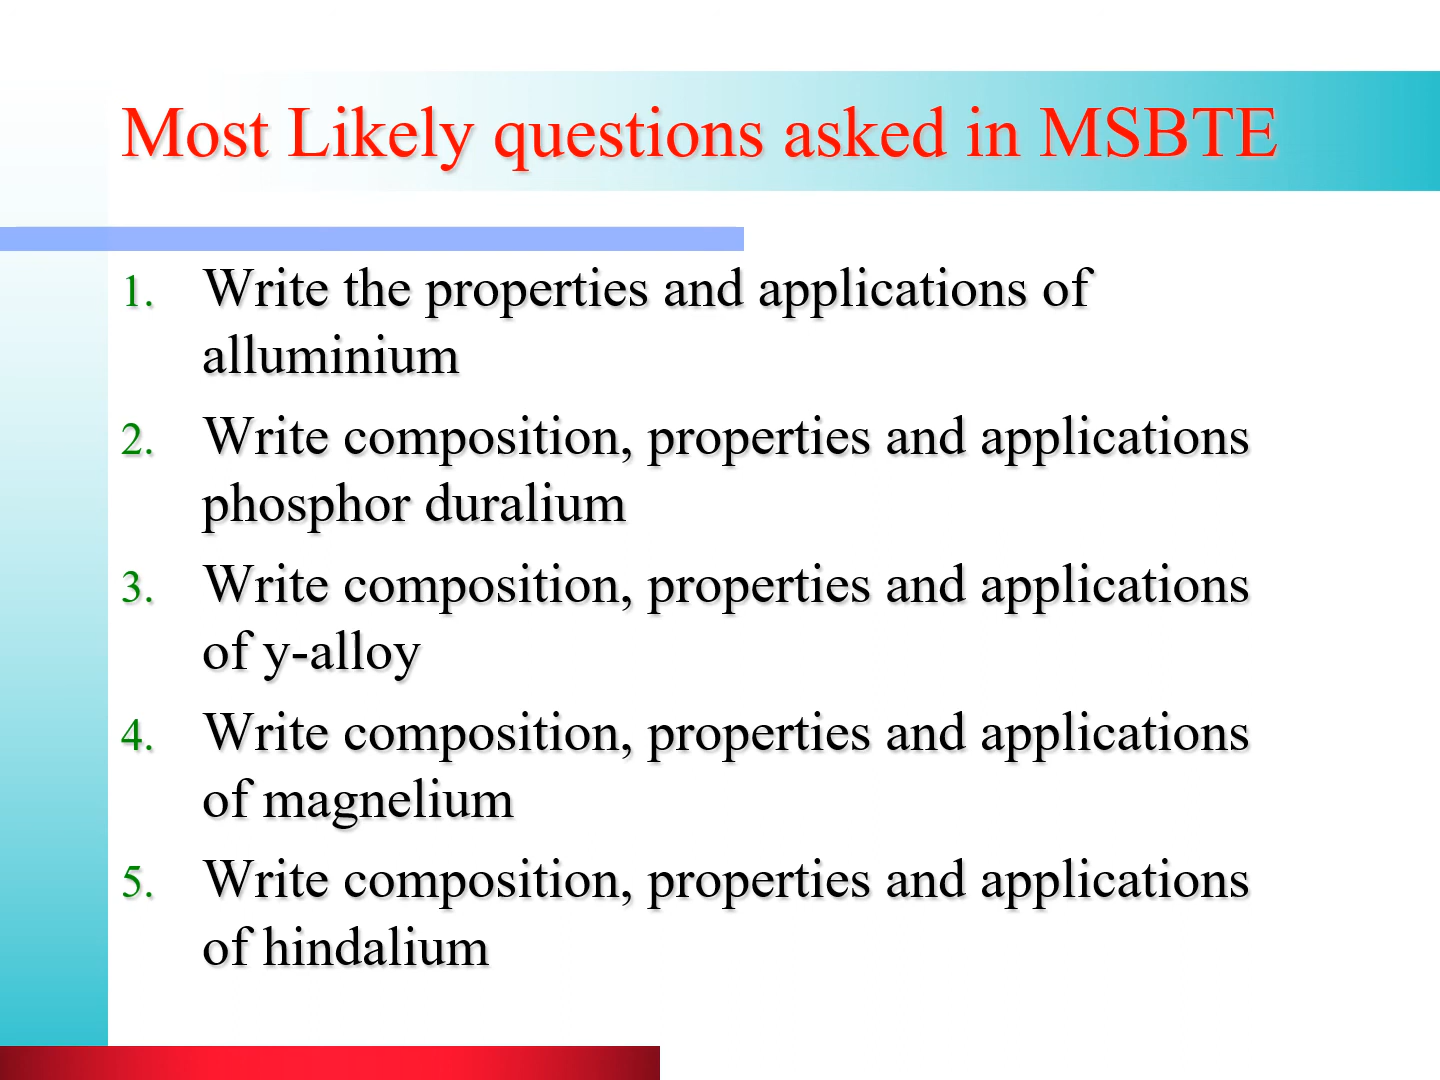 Most Likely questions asked in MSBTE
1. Write the properties and applications of
alluminium
2. Write composition, properties and applications
phosphor duralium
3. Write composition, properties and applications
of y-alloy
4. Write composition, properties and applications
of magnelium
5. Write composition, properties and applications
of hindalium